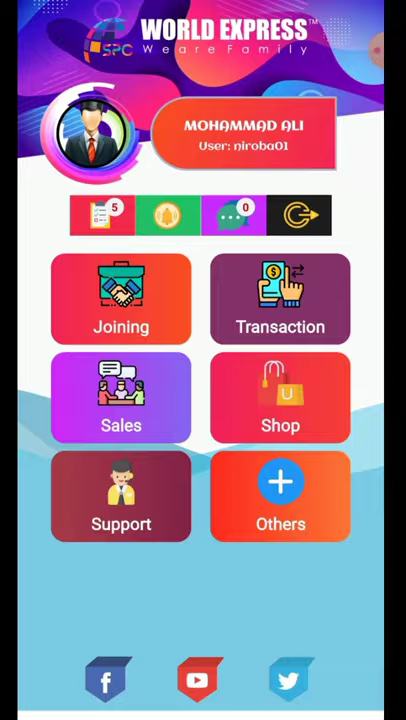 WORLD EXPRESS™
SPC
We are Family
MOHAMMAD ALI
User: niroba01
5
0
Joining
Transaction
Sales
U
Shop
Support
Others